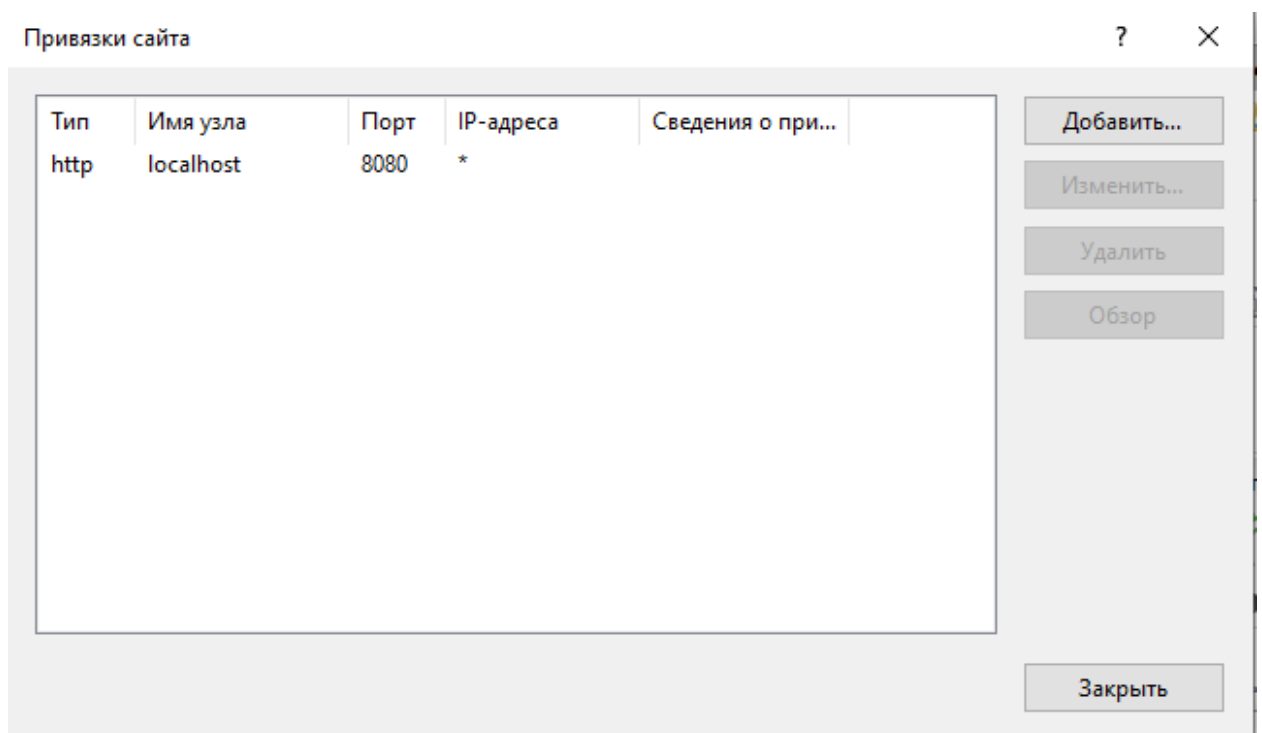 Привязки сайта ?
Тип Имя узла Порт IP-адреса Сведения о при...
http localhost 8080 *
Добавить...
Изменить...
Удалить
Обзор
Закрыть